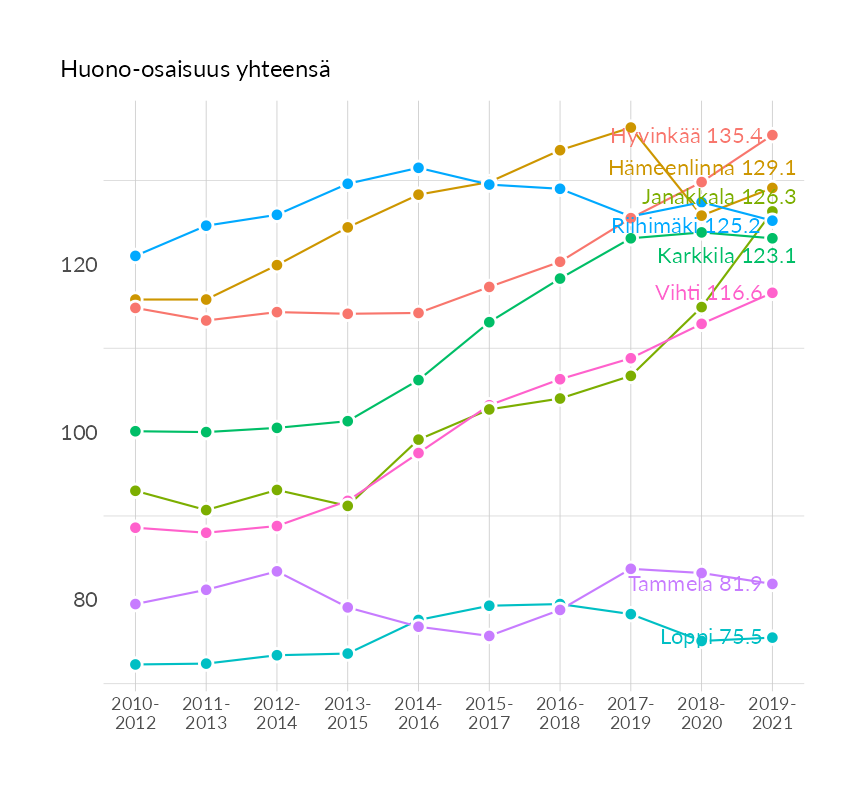 Huono-osaisuus yhteensä
Hyvinkää 135.4
Hämeenlinna 129.1
Janakkala 126.3
Riihimäki 125.2
Karkkila 123.1
120
Vihti 116.6
100
Tammela 81.9
80
Loppi 75.5
2010-
2012
2011-
2013
2012-
2014
2013-
2015
2014-
2016
2015-
2017
2016-
2018
2017-
2019
2018-
2020
2019-
2021